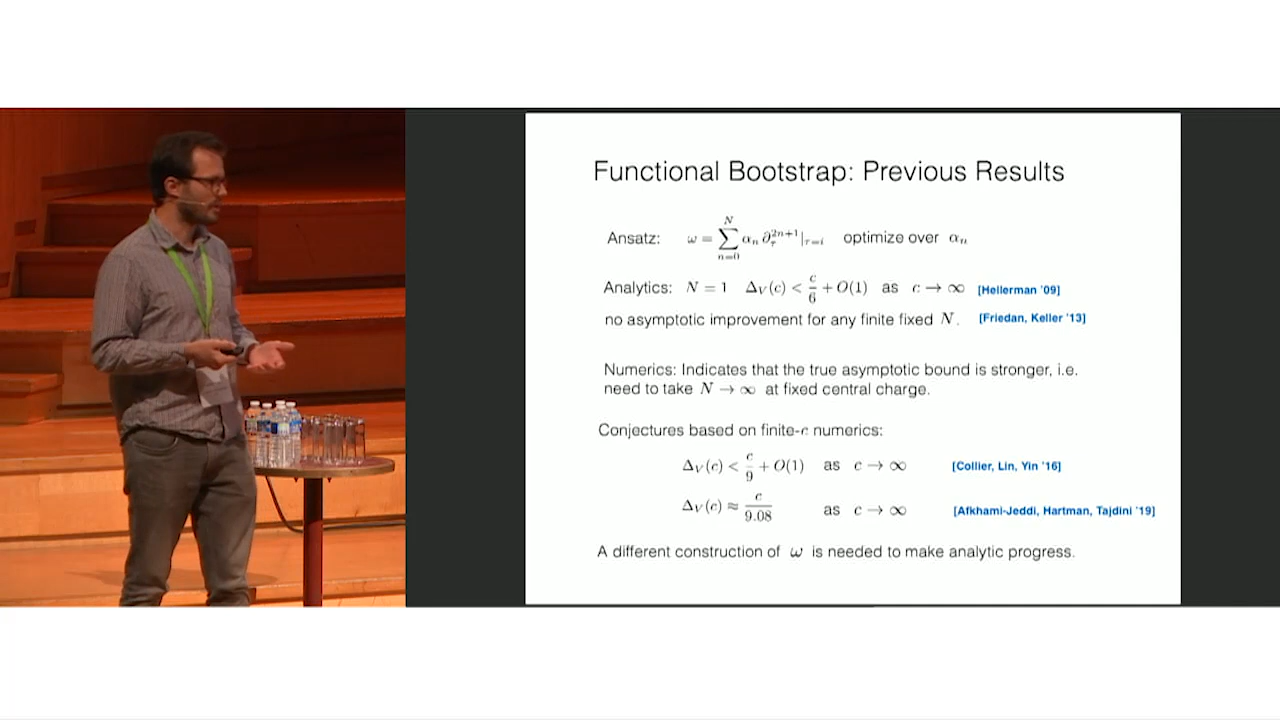 Functional Bootstrap: Previous Results
Ansatz: ω = ∑_{n=0}^{N} α_n ∂_τ^{2n+1}|_{τ=i} optimize over α_n
Analytics: N = 1 Δ_V(c) < c/6 + O(1) as c → ∞ [Hellerman '09]
no asymptotic improvement for any finite fixed N. [Friedan, Keller '13]
Numerics: Indicates that the true asymptotic bound is stronger, i.e.
need to take N → ∞ at fixed central charge.
Conjectures based on finite-c numerics:
Δ_V(c) < c/9 + O(1) as c → ∞ [Collier, Lin, Yin '16]
Δ_V(c) ≈ c/9.08 as c → ∞ [Afkhami-Jeddi, Hartman, Tajdini '19]
A different construction of ω is needed to make analytic progress.